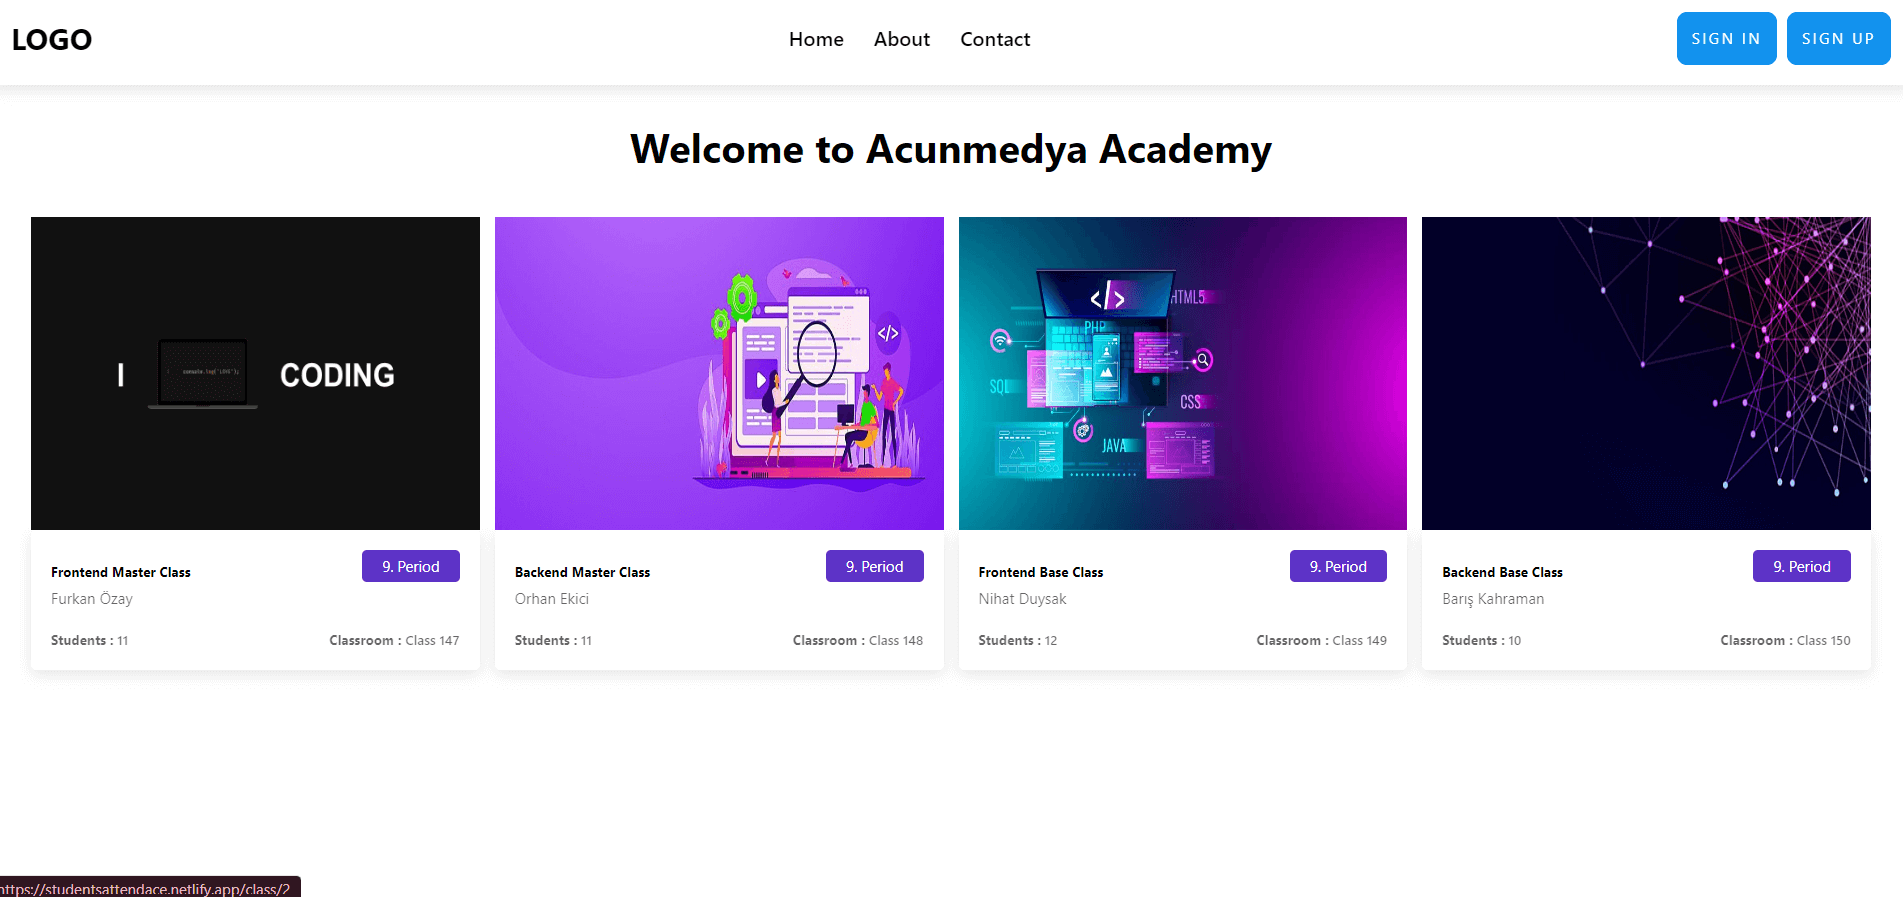 LOGO
Home About Contact
SIGN IN SIGN UP
Welcome to Acunmedya Academy
I CODING
console.log("LOVE");
</>
</>
HTML5
PHP
SQL
CSS
JAVA
Frontend Master Class 9. Period
Furkan Özay
Students : 11 Classroom : Class 147
Backend Master Class 9. Period
Orhan Ekici
Students : 11 Classroom : Class 148
Frontend Base Class 9. Period
Nihat Duysak
Students : 12 Classroom : Class 149
Backend Base Class 9. Period
Barış Kahraman
Students : 10 Classroom : Class 150
https://studentsattendace.netlify.app/class/2